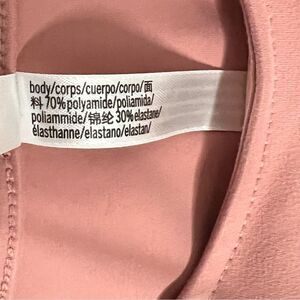 body/corps/cuerpo/corpo/面
料 70%polyamide/poliamida/
poliammide/锦纶 30%elastane/
élasthanne/elastano/elastan/